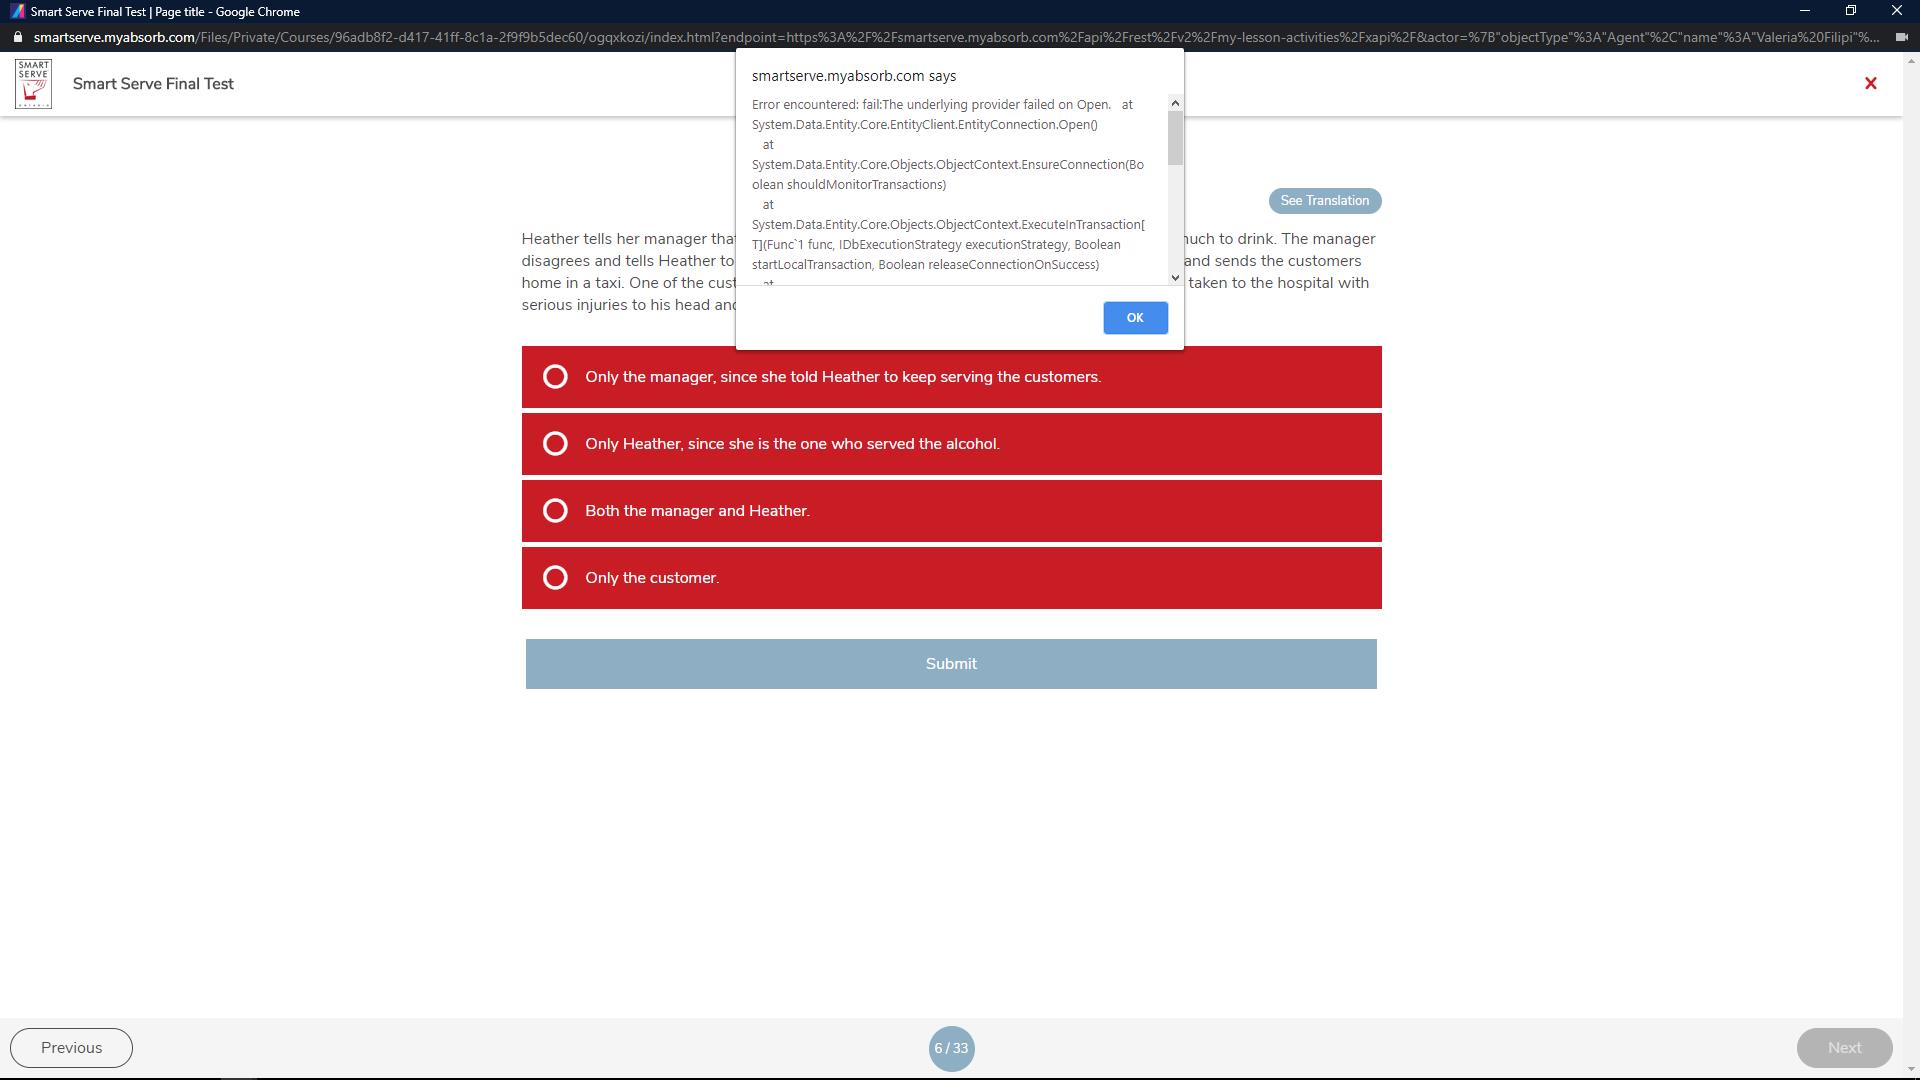 Smart Serve Final Test | Page title - Google Chrome
smartserve.myabsorb.com/Files/Private/Courses/96adb8f2-d417-41ff-8c1a-2f9f9b5dec60/ogqxkozi/index.html?endpoint=https%3A%2F%2Fsmartserve.myabsorb.com%2Fapi%2Frest%2Fv2%2Fmy-lesson-activities%2Fxapi%2F&actor=%7B"objectType"%3A"Agent"%2C"name"%3A"Valeria%20Filipi"%...
SMART
SERVE
ONTARIO
Smart Serve Final Test
smartserve.myabsorb.com says
Error encountered: fail:The underlying provider failed on Open.   at
System.Data.Entity.Core.EntityClient.EntityConnection.Open()
at
System.Data.Entity.Core.Objects.ObjectContext.EnsureConnection(Bo
olean shouldMonitorTransactions)
at
System.Data.Entity.Core.Objects.ObjectContext.ExecuteInTransaction[
T](Func`1 func, IDbExecutionStrategy executionStrategy, Boolean
startLocalTransaction, Boolean releaseConnectionOnSuccess)
at
OK
See Translation
Heather tells her manager that much to drink. The manager
disagrees and tells Heather to and sends the customers
home in a taxi. One of the cust taken to the hospital with
serious injuries to his head and
Only the manager, since she told Heather to keep serving the customers.
Only Heather, since she is the one who served the alcohol.
Both the manager and Heather.
Only the customer.
Submit
Previous
6 / 33
Next